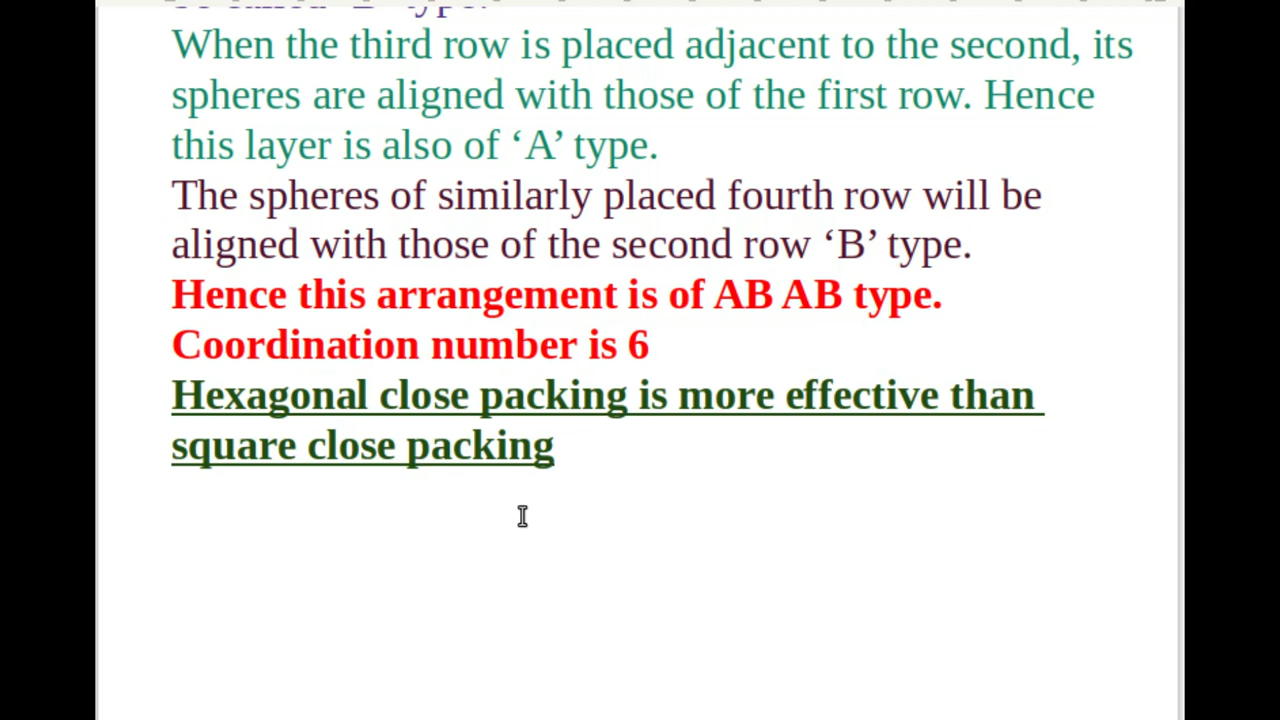 When the third row is placed adjacent to the second, its
spheres are aligned with those of the first row. Hence
this layer is also of ‘A’ type.
The spheres of similarly placed fourth row will be
aligned with those of the second row ‘B’ type.
Hence this arrangement is of AB AB type.
Coordination number is 6
Hexagonal close packing is more effective than
square close packing